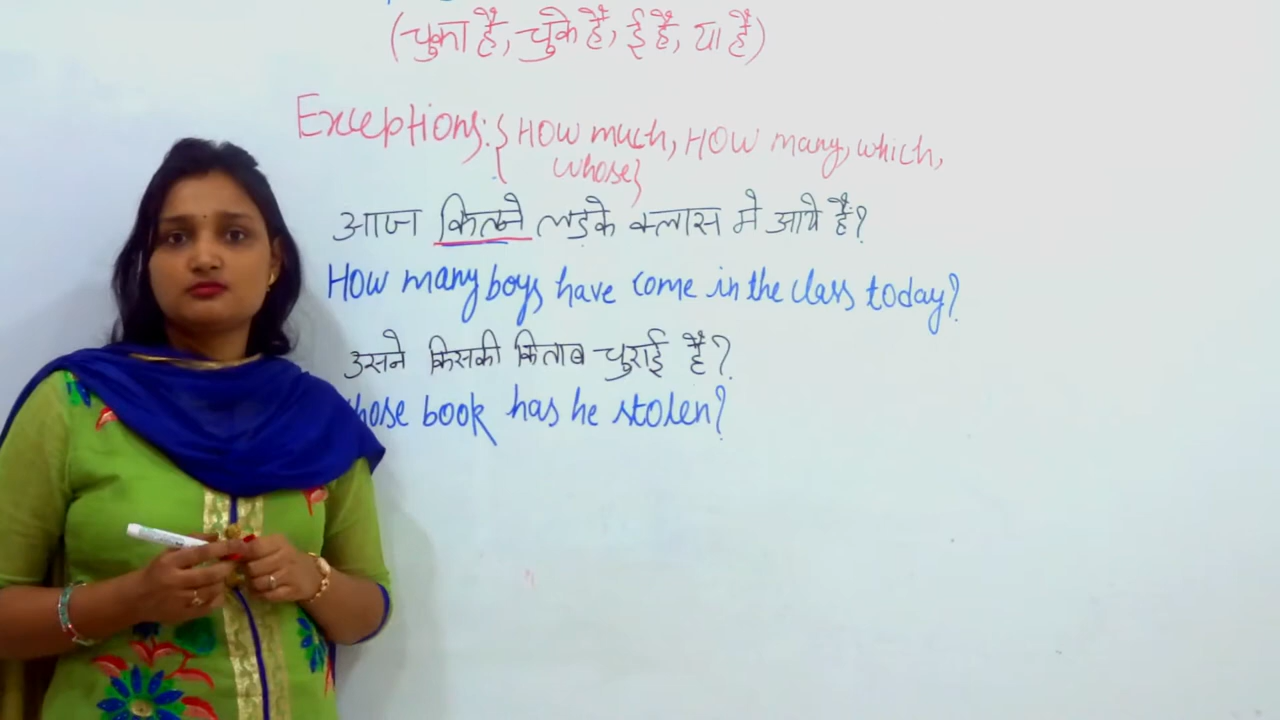 (चुका है, चुके हैं, ई है, या है)
Exceptions: { How much, How many, which,
whose}
आज कितने लड़के क्लास मे आये हैं?
How many boys have come in the class today?
उसने किसकी किताब चुराई है?
hose book has he stolen?